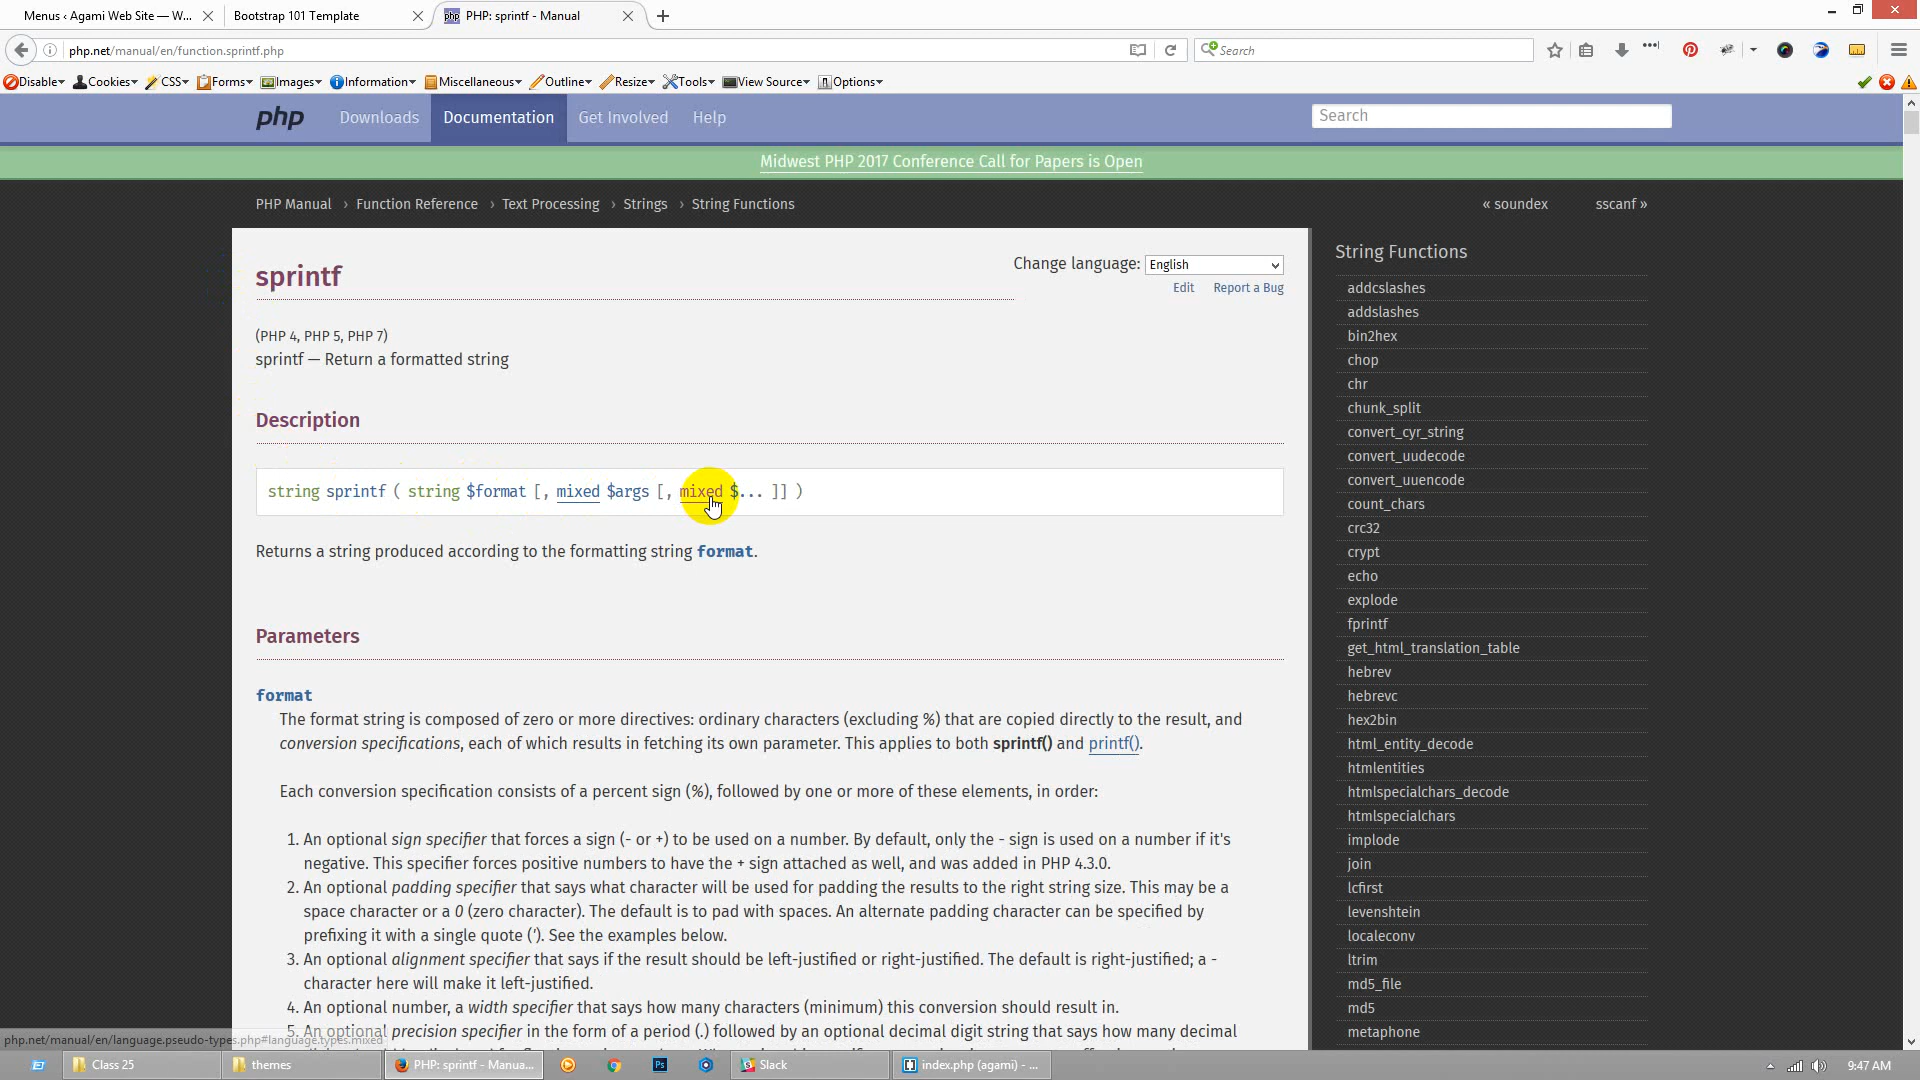 Menus ‹ Agami Web Site — W...
Bootstrap 101 Template
php PHP: sprintf - Manual
php.net/manual/en/function.sprintf.php
Search
Disable Cookies CSS Forms Images Information Miscellaneous Outline Resize Tools View Source Options
php Downloads Documentation Get Involved Help
Search
Midwest PHP 2017 Conference Call for Papers is Open
PHP Manual › Function Reference › Text Processing › Strings › String Functions
« soundex sscanf »
sprintf
Change language: English
Edit Report a Bug
(PHP 4, PHP 5, PHP 7)
sprintf — Return a formatted string
Description
string sprintf ( string $format [, mixed $args [, mixed $... ]] )
Returns a string produced according to the formatting string format.
Parameters
format
The format string is composed of zero or more directives: ordinary characters (excluding %) that are copied directly to the result, and
conversion specifications, each of which results in fetching its own parameter. This applies to both sprintf() and printf().
Each conversion specification consists of a percent sign (%), followed by one or more of these elements, in order:
1. An optional sign specifier that forces a sign (- or +) to be used on a number. By default, only the - sign is used on a number if it's
negative. This specifier forces positive numbers to have the + sign attached as well, and was added in PHP 4.3.0.
2. An optional padding specifier that says what character will be used for padding the results to the right string size. This may be a
space character or a 0 (zero character). The default is to pad with spaces. An alternate padding character can be specified by
prefixing it with a single quote ('). See the examples below.
3. An optional alignment specifier that says if the result should be left-justified or right-justified. The default is right-justified; a -
character here will make it left-justified.
4. An optional number, a width specifier that says how many characters (minimum) this conversion should result in.
5. An optional precision specifier in the form of a period (.) followed by an optional decimal digit string that says how many decimal
String Functions
addcslashes
addslashes
bin2hex
chop
chr
chunk_split
convert_cyr_string
convert_uudecode
convert_uuencode
count_chars
crc32
crypt
echo
explode
fprintf
get_html_translation_table
hebrev
hebrevc
hex2bin
html_entity_decode
htmlentities
htmlspecialchars_decode
htmlspecialchars
implode
join
lcfirst
levenshtein
localeconv
ltrim
md5_file
md5
metaphone
php.net/manual/en/language.pseudo-types.php#language.types.mixed
Class 25
themes
PHP: sprintf - Manua...
Ps
Slack
index.php (agami) - ...
9:47 AM